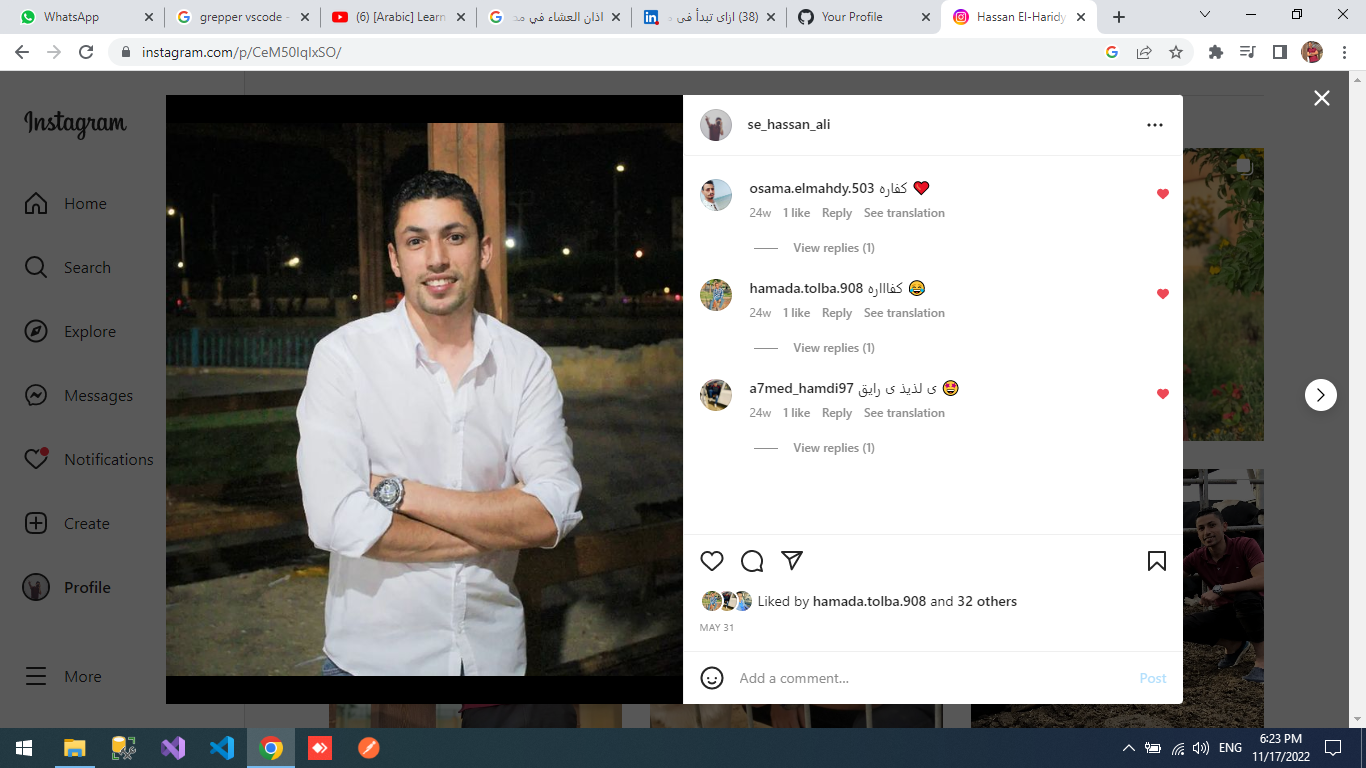 WhatsApp
grepper vscode -
(6) [Arabic] Learn
اذان العشاء في مد
(38) ازاى تبدأ فى
Your Profile
Hassan El-Haridy
instagram.com/p/CeM50IqIxSO/
Instagram
Home
Search
Explore
Messages
Notifications
Create
Profile
More
se_hassan_ali
osama.elmahdy.503 كفاره ❤️
24w 1 like Reply See translation
View replies (1)
hamada.tolba.908 كفاااره 😂
24w 1 like Reply See translation
View replies (1)
a7med_hamdi97 ى لذيذ ى رايق 🤩
24w 1 like Reply See translation
View replies (1)
Liked by hamada.tolba.908 and 32 others
MAY 31
Add a comment...
Post
ENG
6:23 PM
11/17/2022